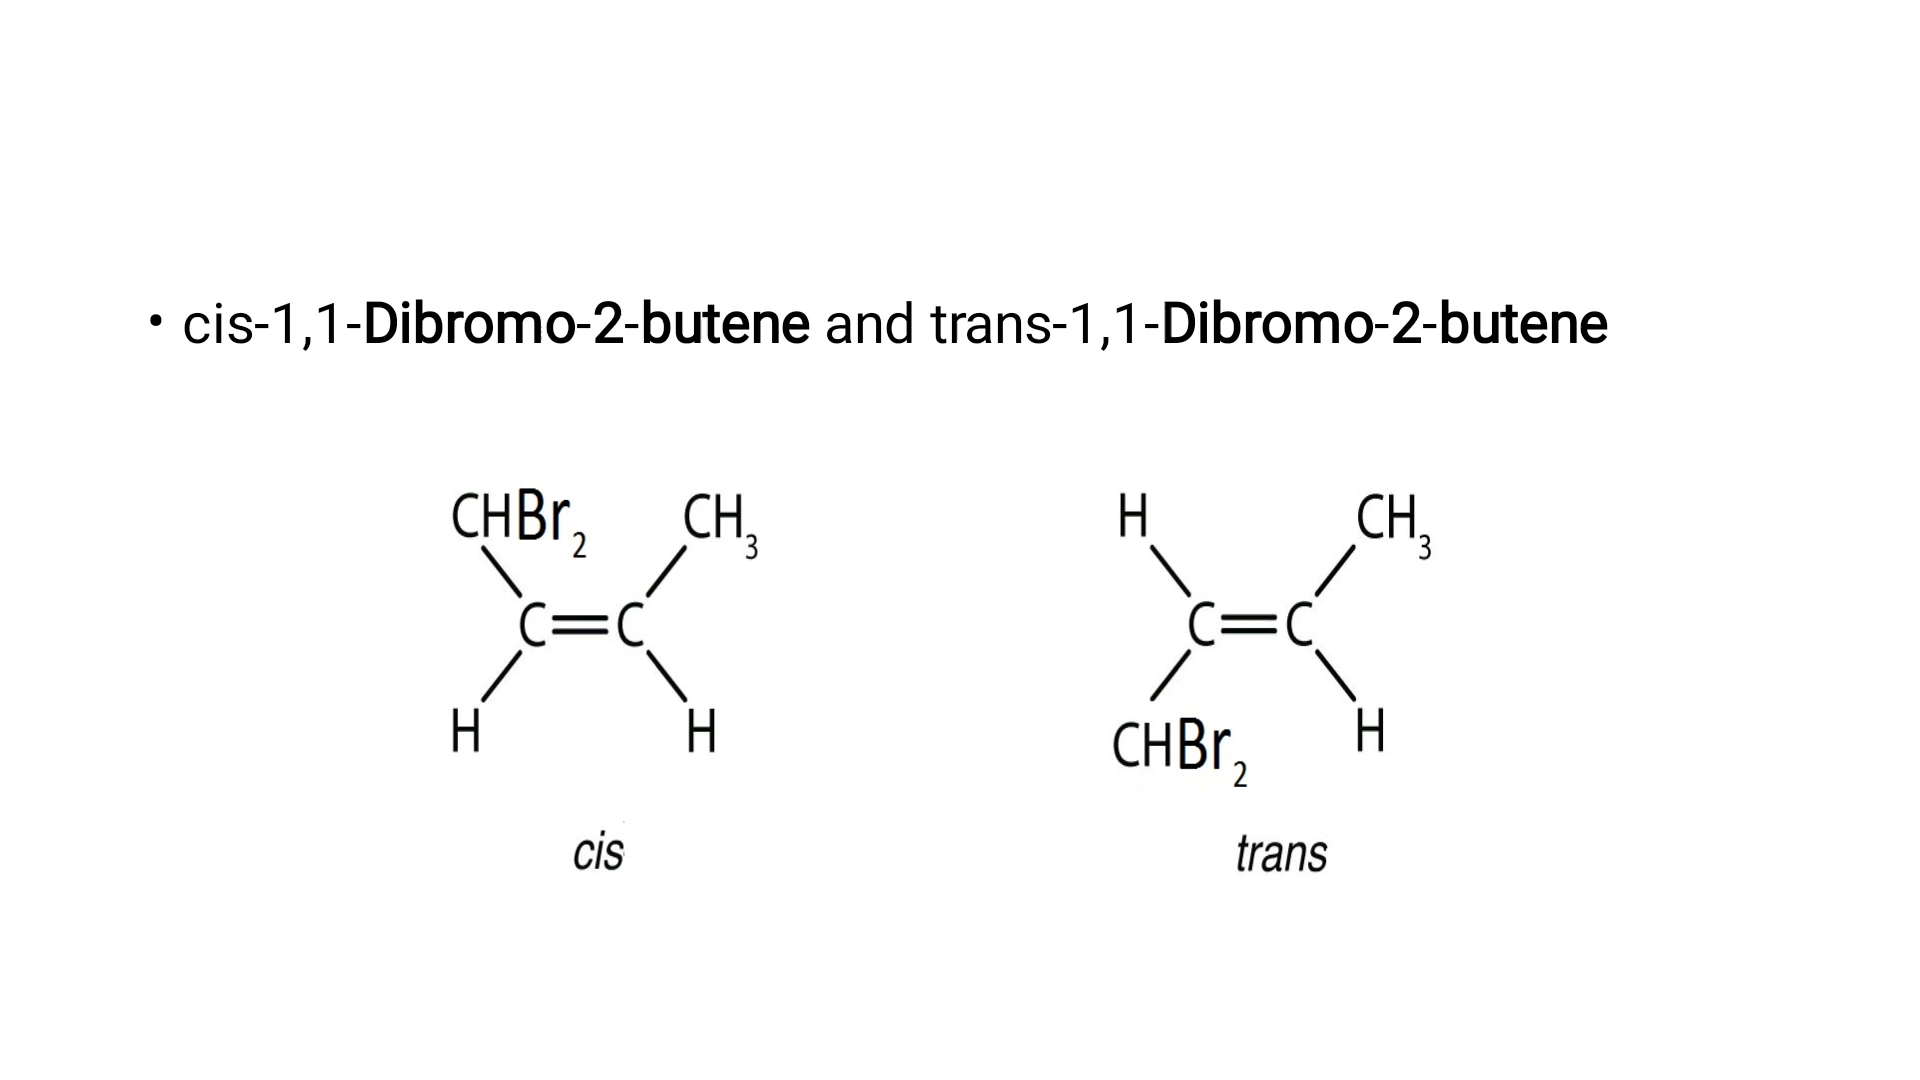 • cis-1,1-Dibromo-2-butene and trans-1,1-Dibromo-2-butene
CHBr₂ CH₃
C=C
H H
cis
H CH₃
C=C
CHBr₂ H
trans